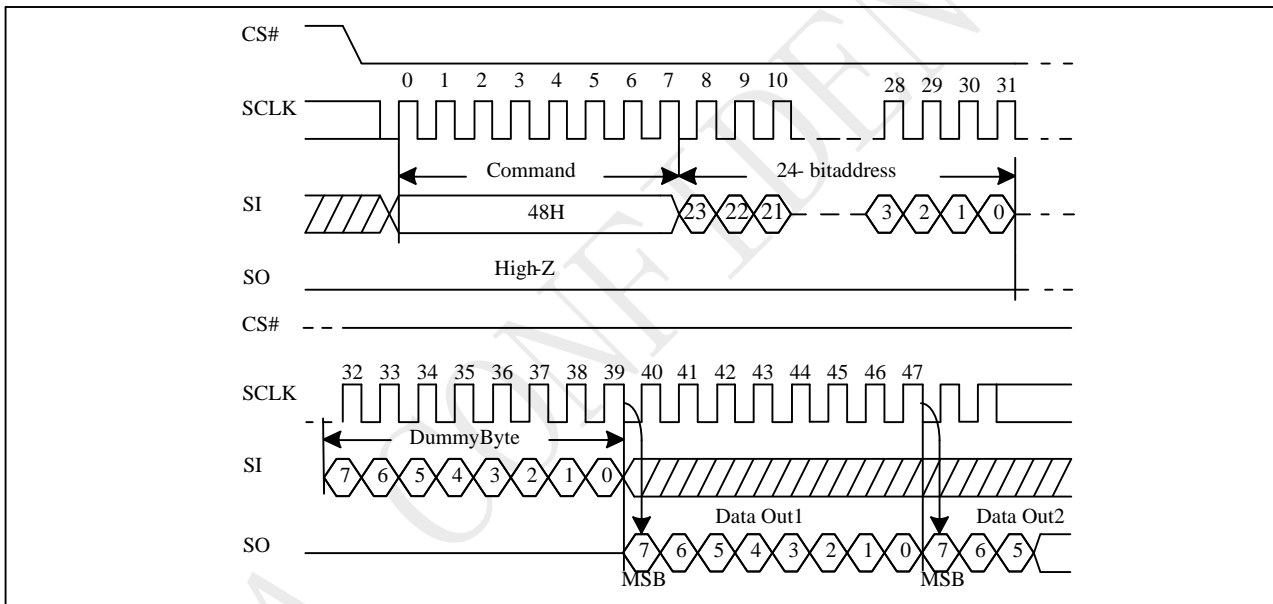 CS#
0 1 2 3 4 5 6 7 8 9 10 28 29 30 31
SCLK
Command 24- bitaddress
SI 48H 23 22 21 3 2 1 0
High-Z
SO
CS#
32 33 34 35 36 37 38 39 40 41 42 43 44 45 46 47
SCLK
DummyByte
SI 7 6 5 4 3 2 1 0
Data Out1 Data Out2
SO 7 6 5 4 3 2 1 0 7 6 5
MSB MSB